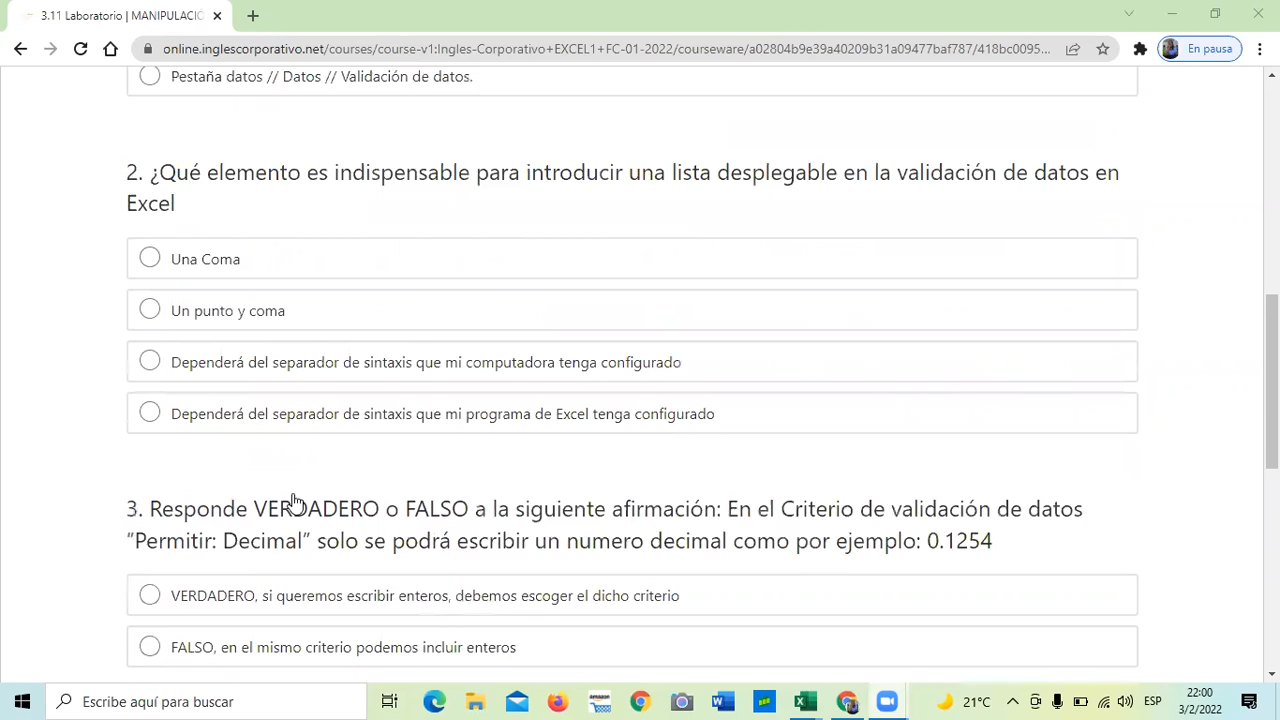 3.11 Laboratorio | MANIPULACIÓ
online.inglescorporativo.net/courses/course-v1:Ingles-Corporativo+EXCEL1+FC-01-2022/courseware/e02804b9e39a40209b31a09477baf787/418bc0095...
En pausa
Pestaña datos // Datos // Validación de datos.
2. ¿Qué elemento es indispensable para introducir una lista desplegable en la validación de datos en
Excel
Una Coma
Un punto y coma
Dependerá del separador de sintaxis que mi computadora tenga configurado
Dependerá del separador de sintaxis que mi programa de Excel tenga configurado
3. Responde VERDADERO o FALSO a la siguiente afirmación: En el Criterio de validación de datos
"Permitir: Decimal" solo se podrá escribir un numero decimal como por ejemplo: 0.1254
VERDADERO, si queremos escribir enteros, debemos escoger el dicho criterio
FALSO, en el mismo criterio podemos incluir enteros
Escribe aquí para buscar
amazon
21°C
ESP
22:00
3/2/2022